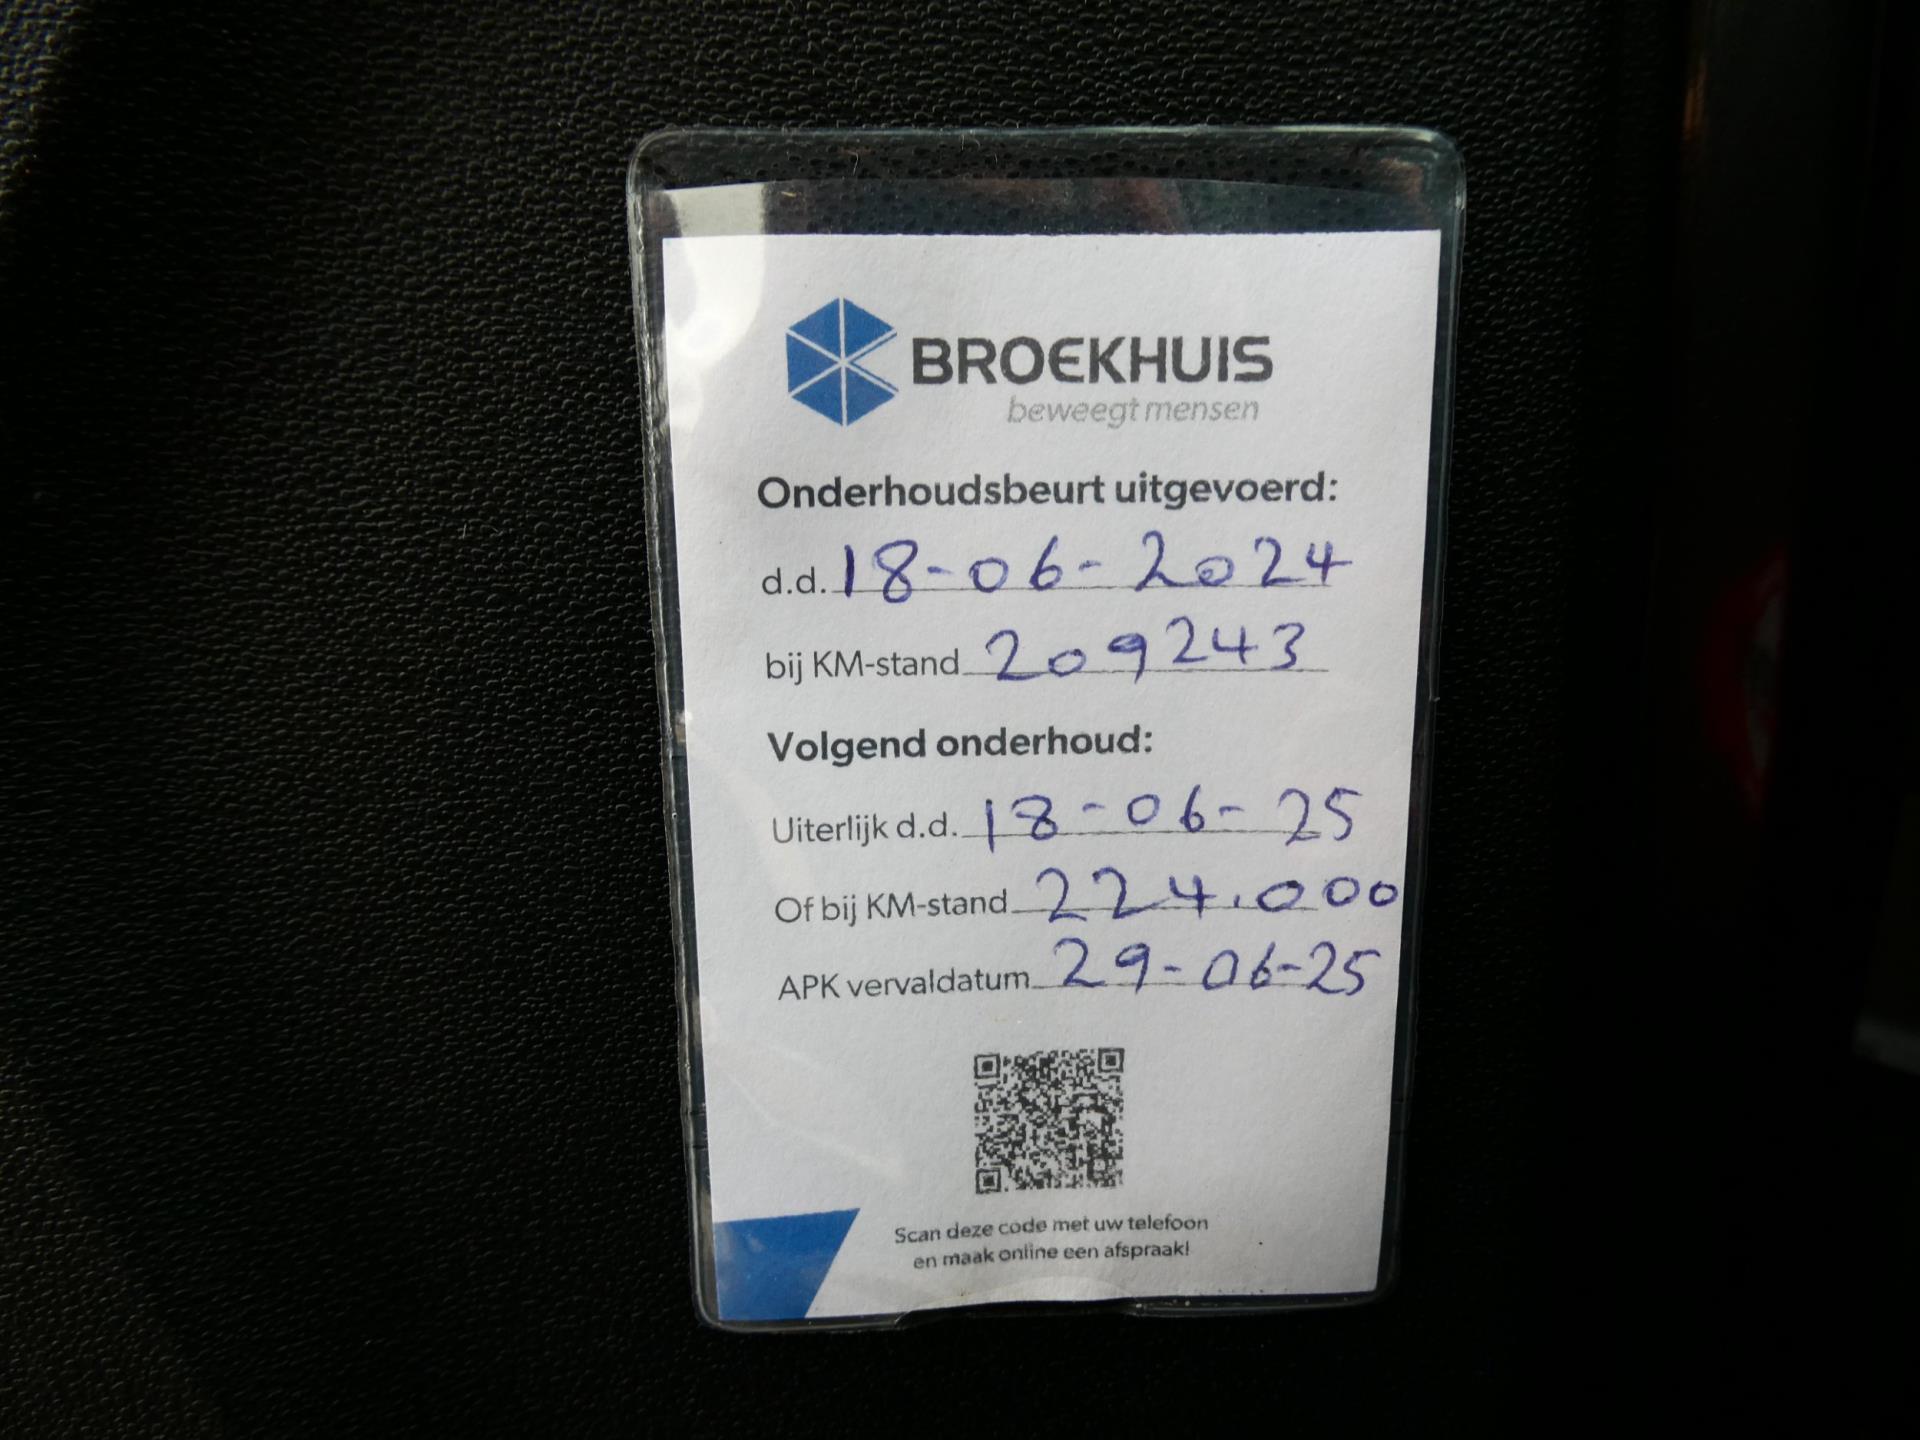 BROEKHUIS
beweegt mensen
Onderhoudsbeurt uitgevoerd:
d.d. 18-06-2024
bij KM-stand 209243
Volgend onderhoud:
Uiterlijk d.d. 18-06-25
Of bij KM-stand 224.000
APK vervaldatum 29-06-25
Scan deze code met uw telefoon
en maak online een afspraak!